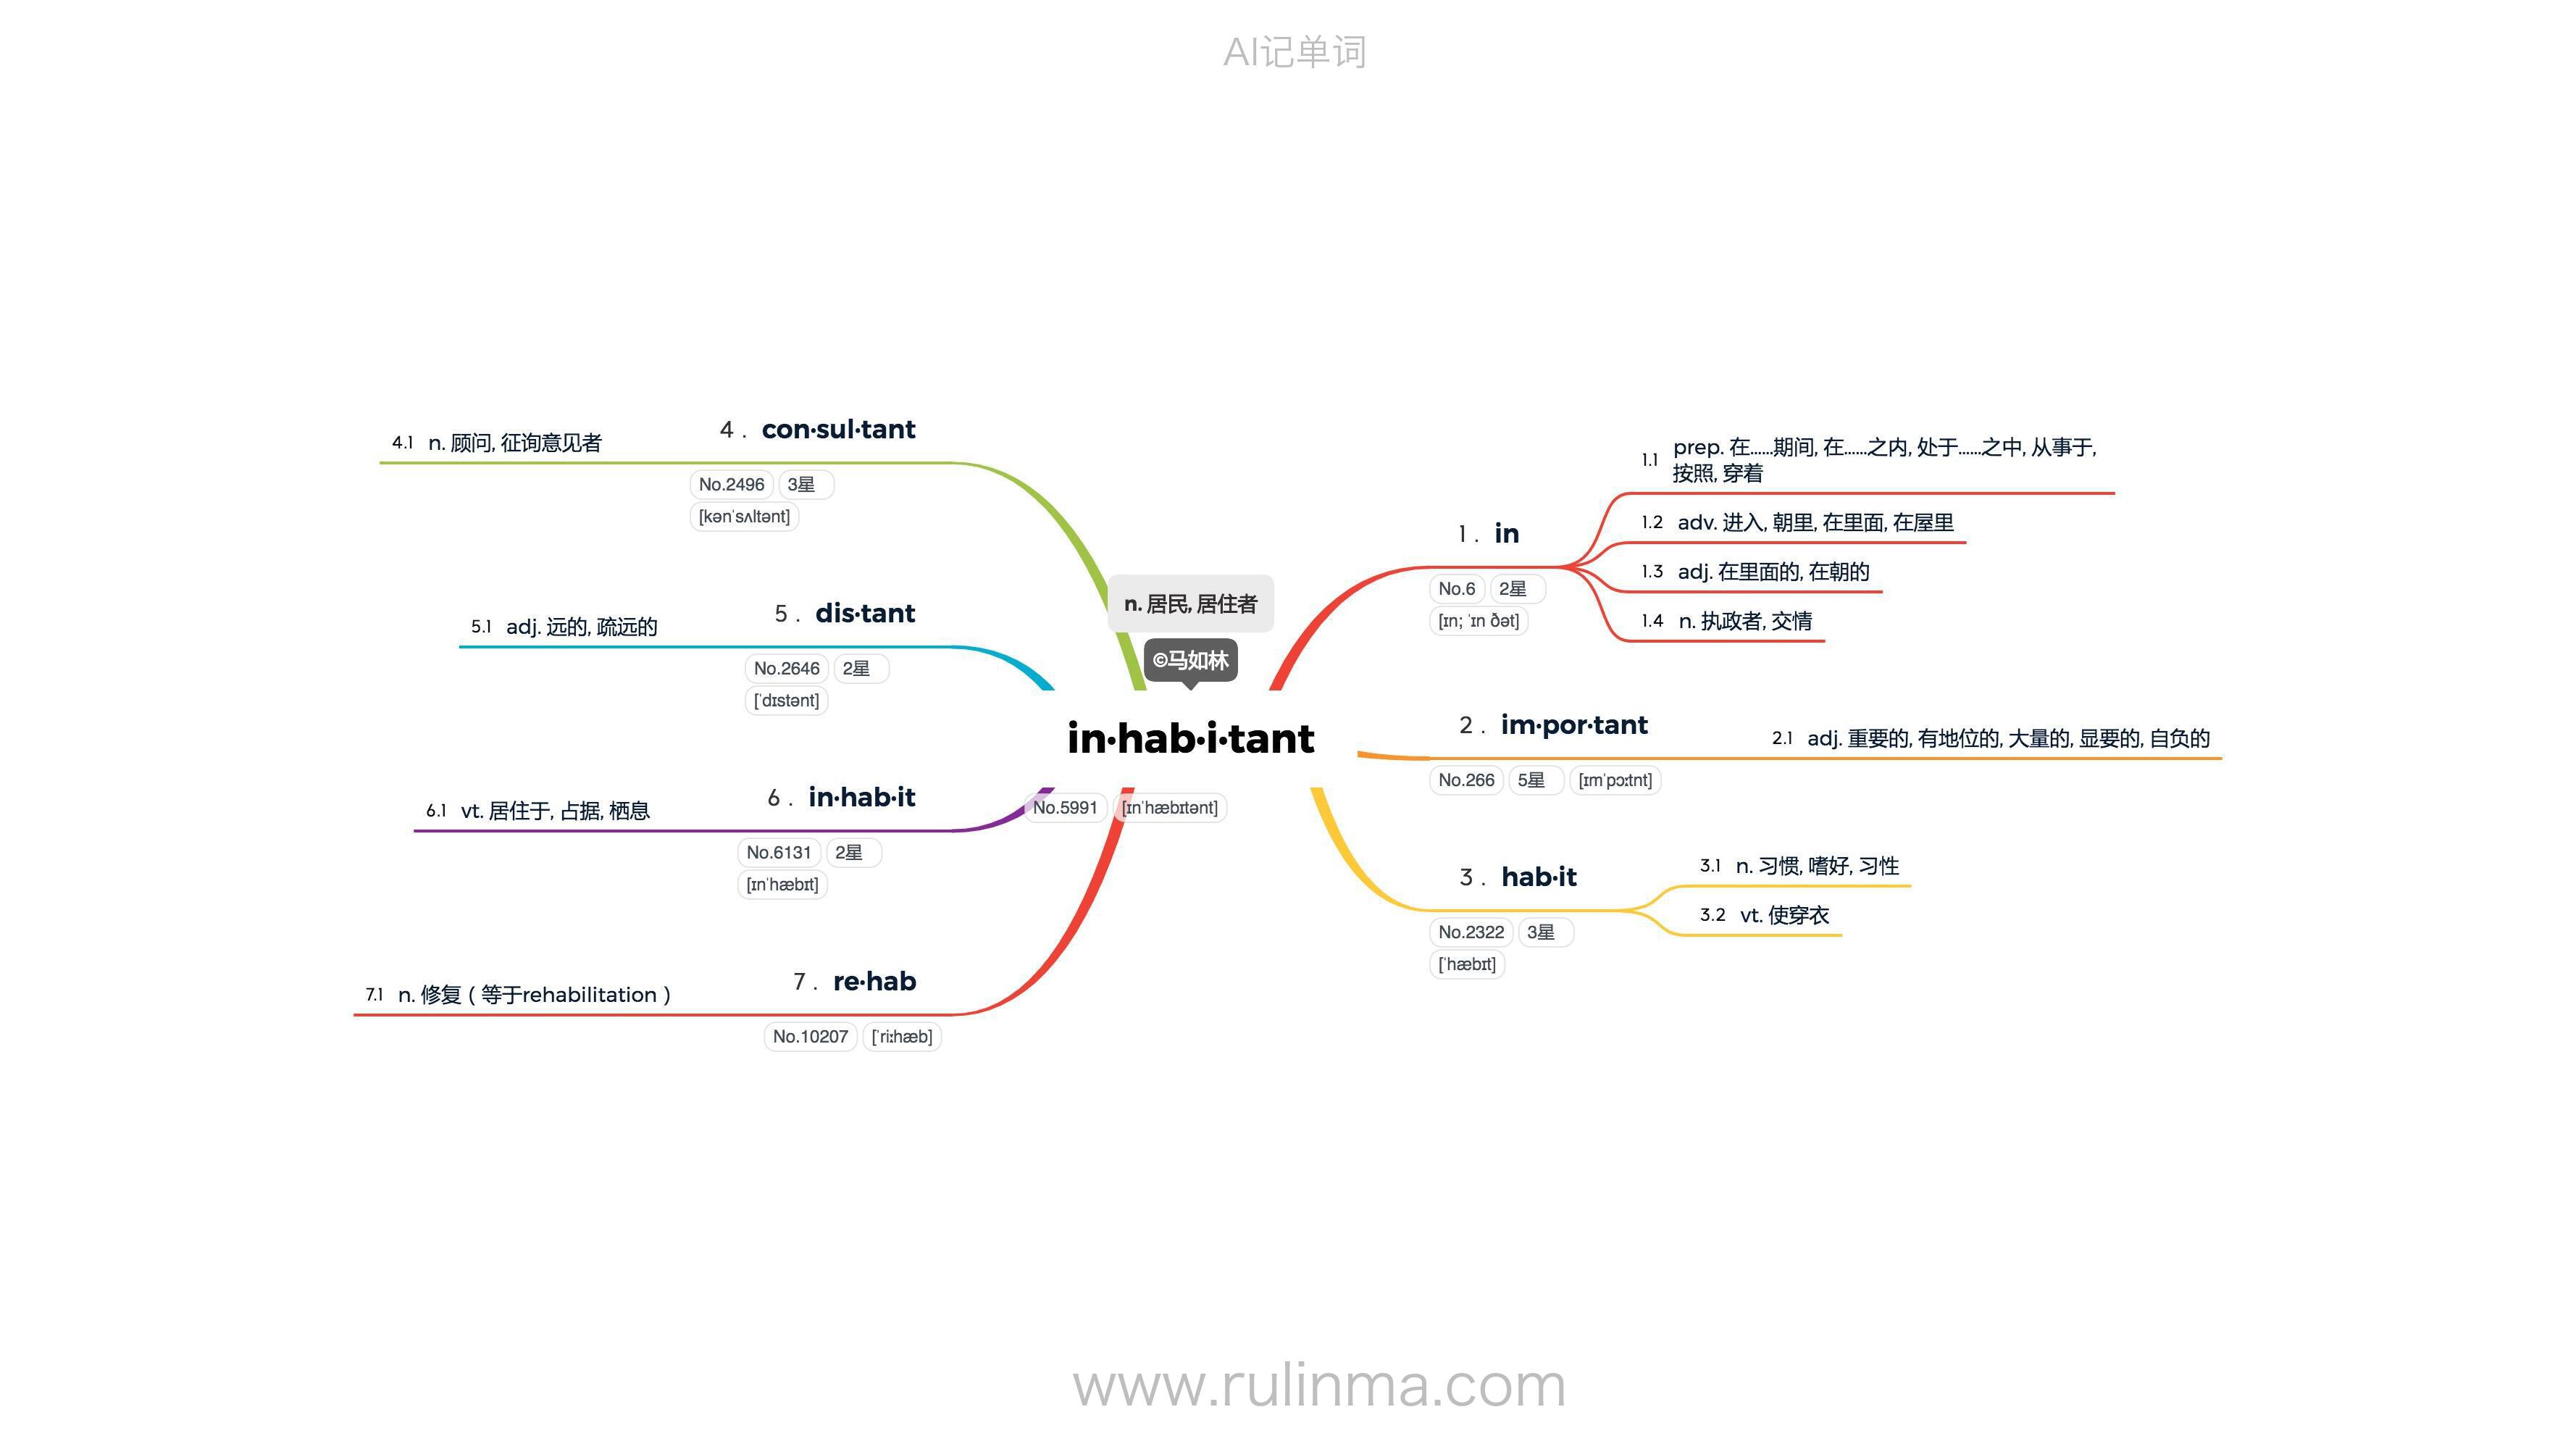 AI记单词
n. 居民, 居住者
©马如林
in·hab·i·tant
No.5991 [ɪnˈhæbɪtənt]
1 . in
No.6 2星
[ɪn; ˈɪn ðət]
1.1 prep. 在……期间, 在……之内, 处于……之中, 从事于,
按照, 穿着
1.2 adv. 进入, 朝里, 在里面, 在屋里
1.3 adj. 在里面的, 在朝的
1.4 n. 执政者, 交情
2 . im·por·tant
No.266 5星 [ɪmˈpɔːtnt]
2.1 adj. 重要的, 有地位的, 大量的, 显要的, 自负的
3 . hab·it
No.2322 3星
[ˈhæbɪt]
3.1 n. 习惯, 嗜好, 习性
3.2 vt. 使穿衣
4 . con·sul·tant
No.2496 3星
[kənˈsʌltənt]
4.1 n. 顾问, 征询意见者
5 . dis·tant
No.2646 2星
[ˈdɪstənt]
5.1 adj. 远的, 疏远的
6 . in·hab·it
No.6131 2星
[ɪnˈhæbɪt]
6.1 vt. 居住于, 占据, 栖息
7 . re·hab
No.10207 [ˈriːhæb]
7.1 n. 修复（等于rehabilitation）
www.rulinma.com